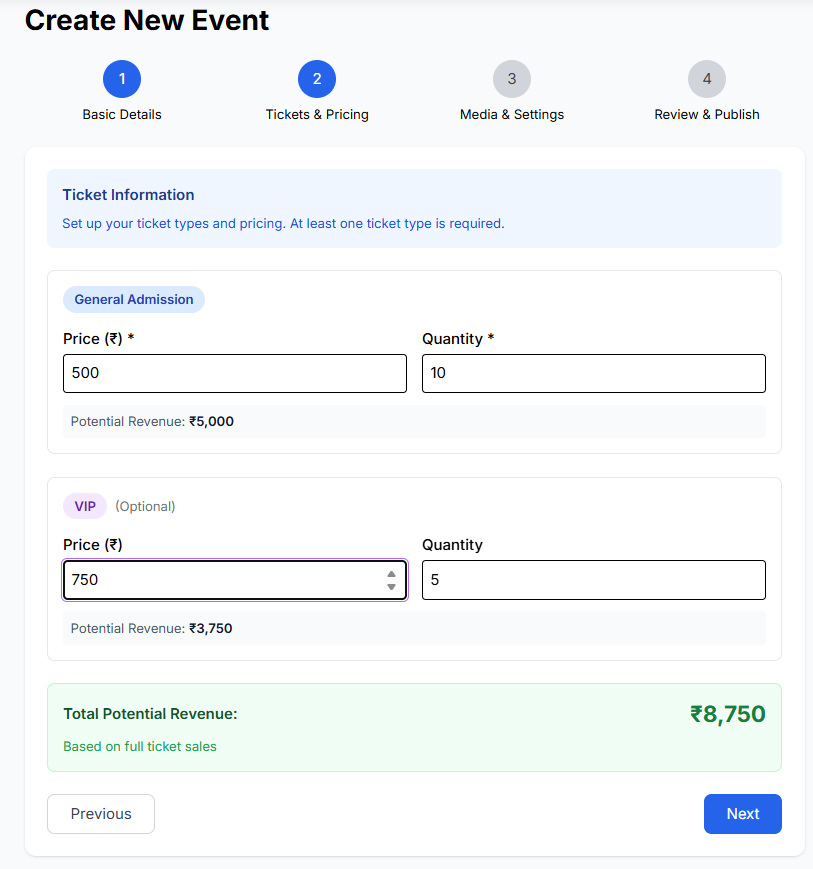 Create New Event
1 2 3 4
Basic Details Tickets & Pricing Media & Settings Review & Publish
Ticket Information
Set up your ticket types and pricing. At least one ticket type is required.
General Admission
Price (₹) * Quantity *
500 10
Potential Revenue: ₹5,000
VIP (Optional)
Price (₹) Quantity
750 5
Potential Revenue: ₹3,750
Total Potential Revenue: ₹8,750
Based on full ticket sales
Previous Next